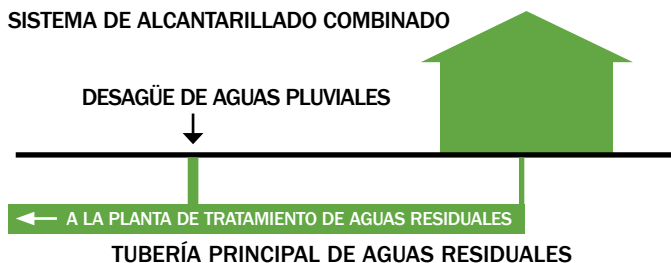 SISTEMA DE ALCANTARILLADO COMBINADO
DESAGÜE DE AGUAS PLUVIALES
A LA PLANTA DE TRATAMIENTO DE AGUAS RESIDUALES
TUBERÍA PRINCIPAL DE AGUAS RESIDUALES